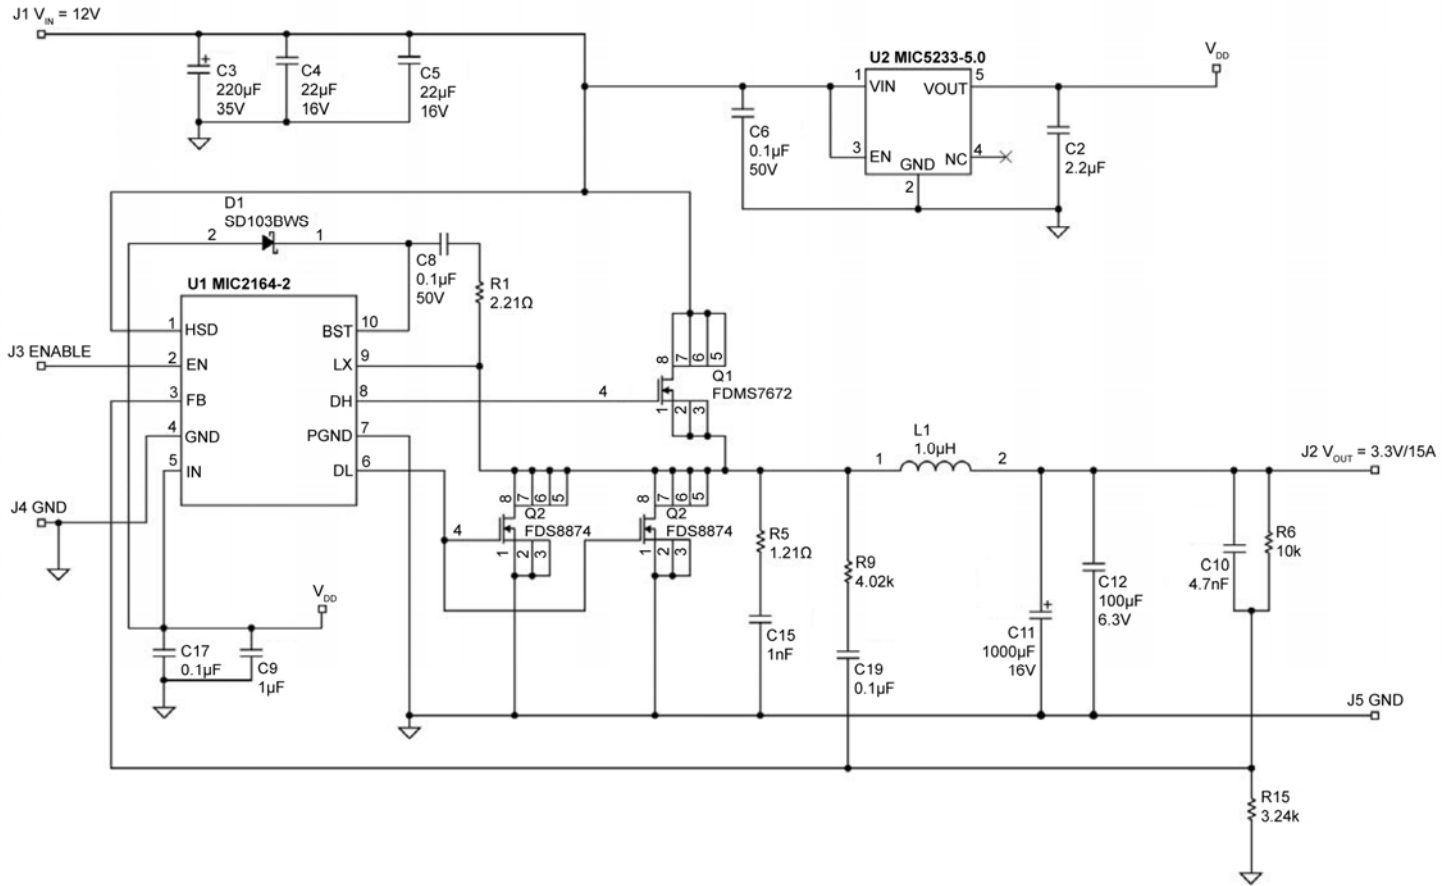 J1 VIN = 12V
C3
220µF
35V
C4
22µF
16V
C5
22µF
16V
U2 MIC5233-5.0
VDD
1
VIN
VOUT
5
C6
0.1µF
50V
3
EN
GND
NC
4
2
C2
2.2µF
D1
SD103BWS
2
1
C8
0.1µF
50V
R1
2.21Ω
U1 MIC2164-2
1
HSD
BST
10
J3 ENABLE
2
EN
LX
9
3
FB
DH
8
4
GND
PGND
7
5
IN
DL
6
J4 GND
8
7
6
5
Q1
FDMS7672
4
1
2
3
L1
1.0µH
1
2
J2 VOUT = 3.3V/15A
8
7
6
5
Q2
FDS8874
4
1
2
3
8
7
6
5
Q2
FDS8874
1
2
3
R5
1.21Ω
R9
4.02k
R6
10k
C10
4.7nF
C12
100µF
6.3V
C11
1000µF
16V
C15
1nF
C19
0.1µF
VDD
C17
0.1µF
C9
1µF
J5 GND
R15
3.24k